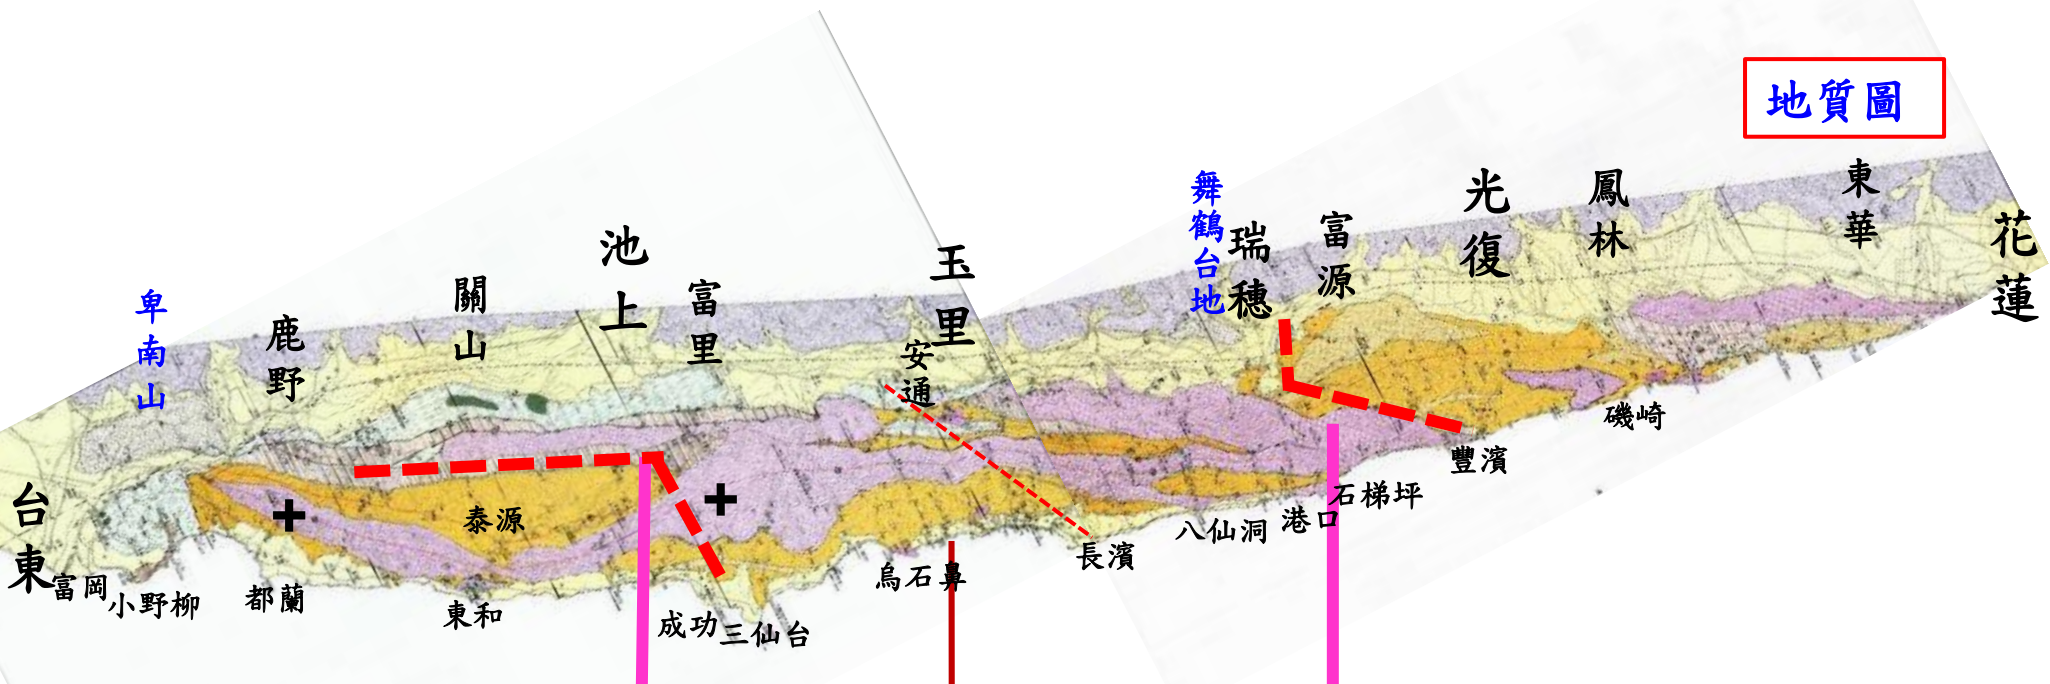 地質圖
卑南山
鹿野
關山
池上
富里
玉里
安通
舞鶴台地
瑞穗
富源
光復
鳳林
東華
花蓮
台東
富岡
小野柳
都蘭
泰源
東和
成功
三仙台
烏石鼻
長濱
八仙洞
港口
石梯坪
豐濱
磯崎